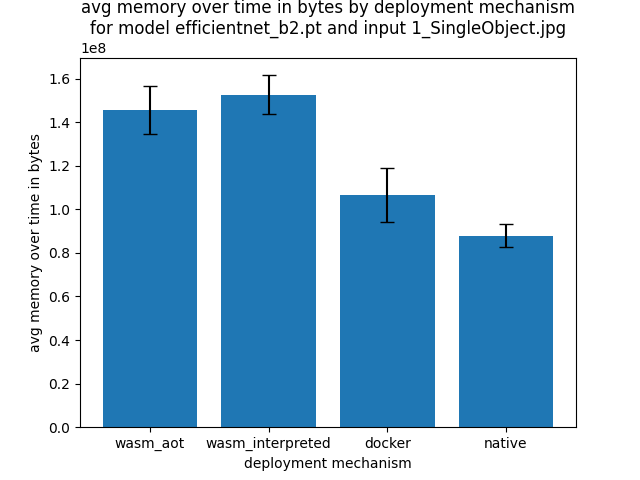 avg memory over time in bytes by deployment mechanism
for model efficientnet_b2.pt and input 1_SingleObject.jpg
1e8
1.6
1.4
1.2
1.0
0.8
0.6
0.4
0.2
0.0
avg memory over time in bytes
wasm_aot wasm_interpreted docker native
deployment mechanism